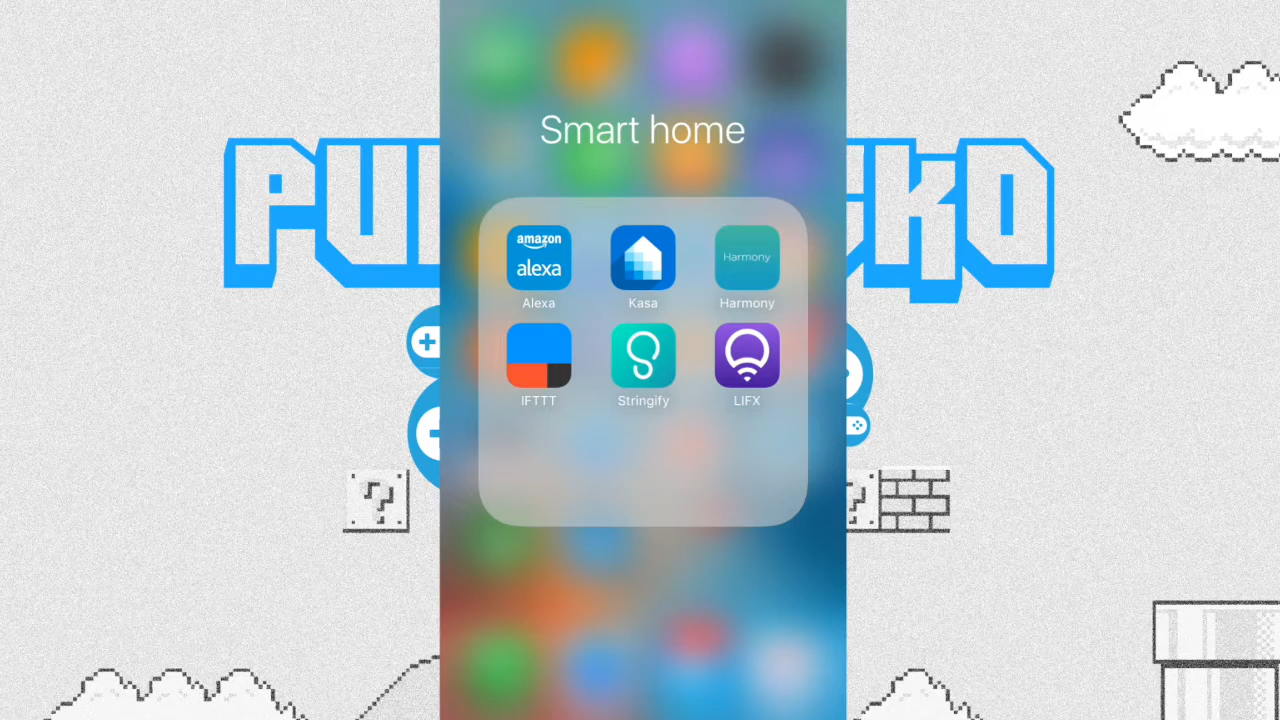 Smart home
amazon
alexa
Harmony
Alexa
Kasa
Harmony
IFTTT
Stringify
LIFX
?
?